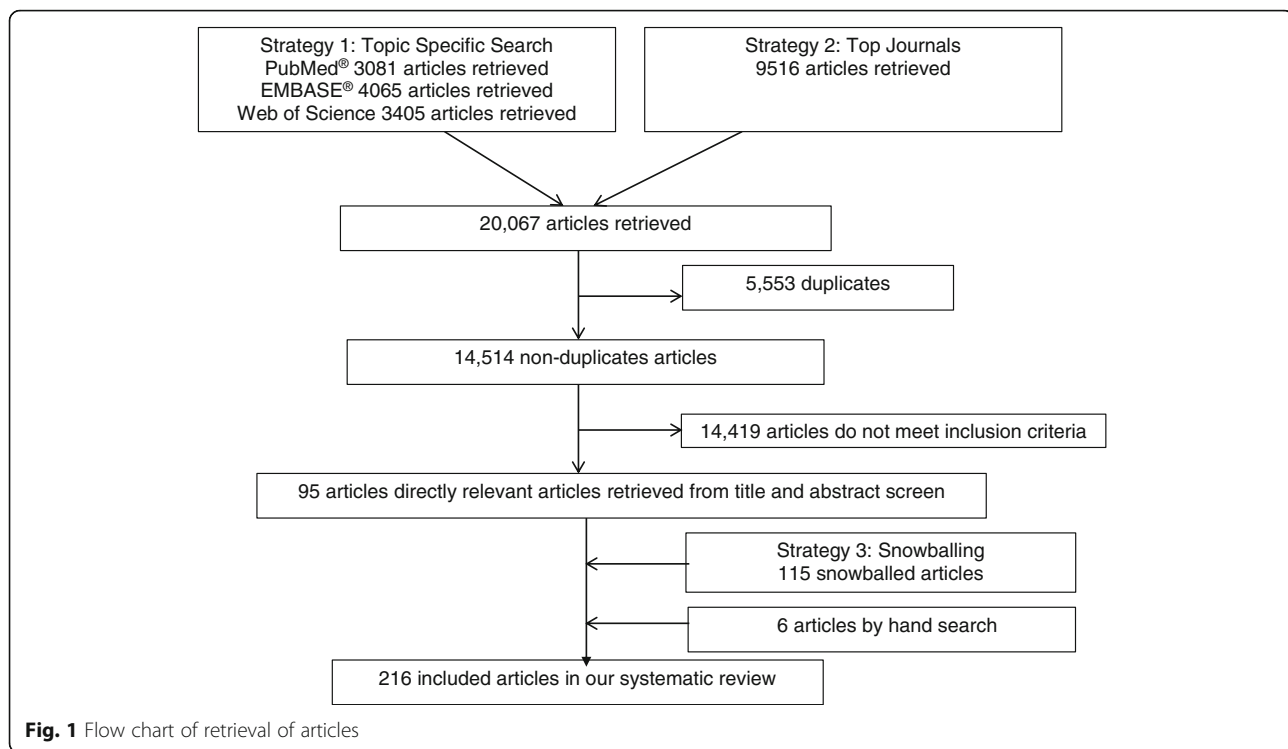 Strategy 1: Topic Specific Search
PubMed® 3081 articles retrieved
EMBASE® 4065 articles retrieved
Web of Science 3405 articles retrieved
Strategy 2: Top Journals
9516 articles retrieved
20,067 articles retrieved
5,553 duplicates
14,514 non-duplicates articles
14,419 articles do not meet inclusion criteria
95 articles directly relevant articles retrieved from title and abstract screen
Strategy 3: Snowballing
115 snowballed articles
6 articles by hand search
216 included articles in our systematic review
Fig. 1 Flow chart of retrieval of articles